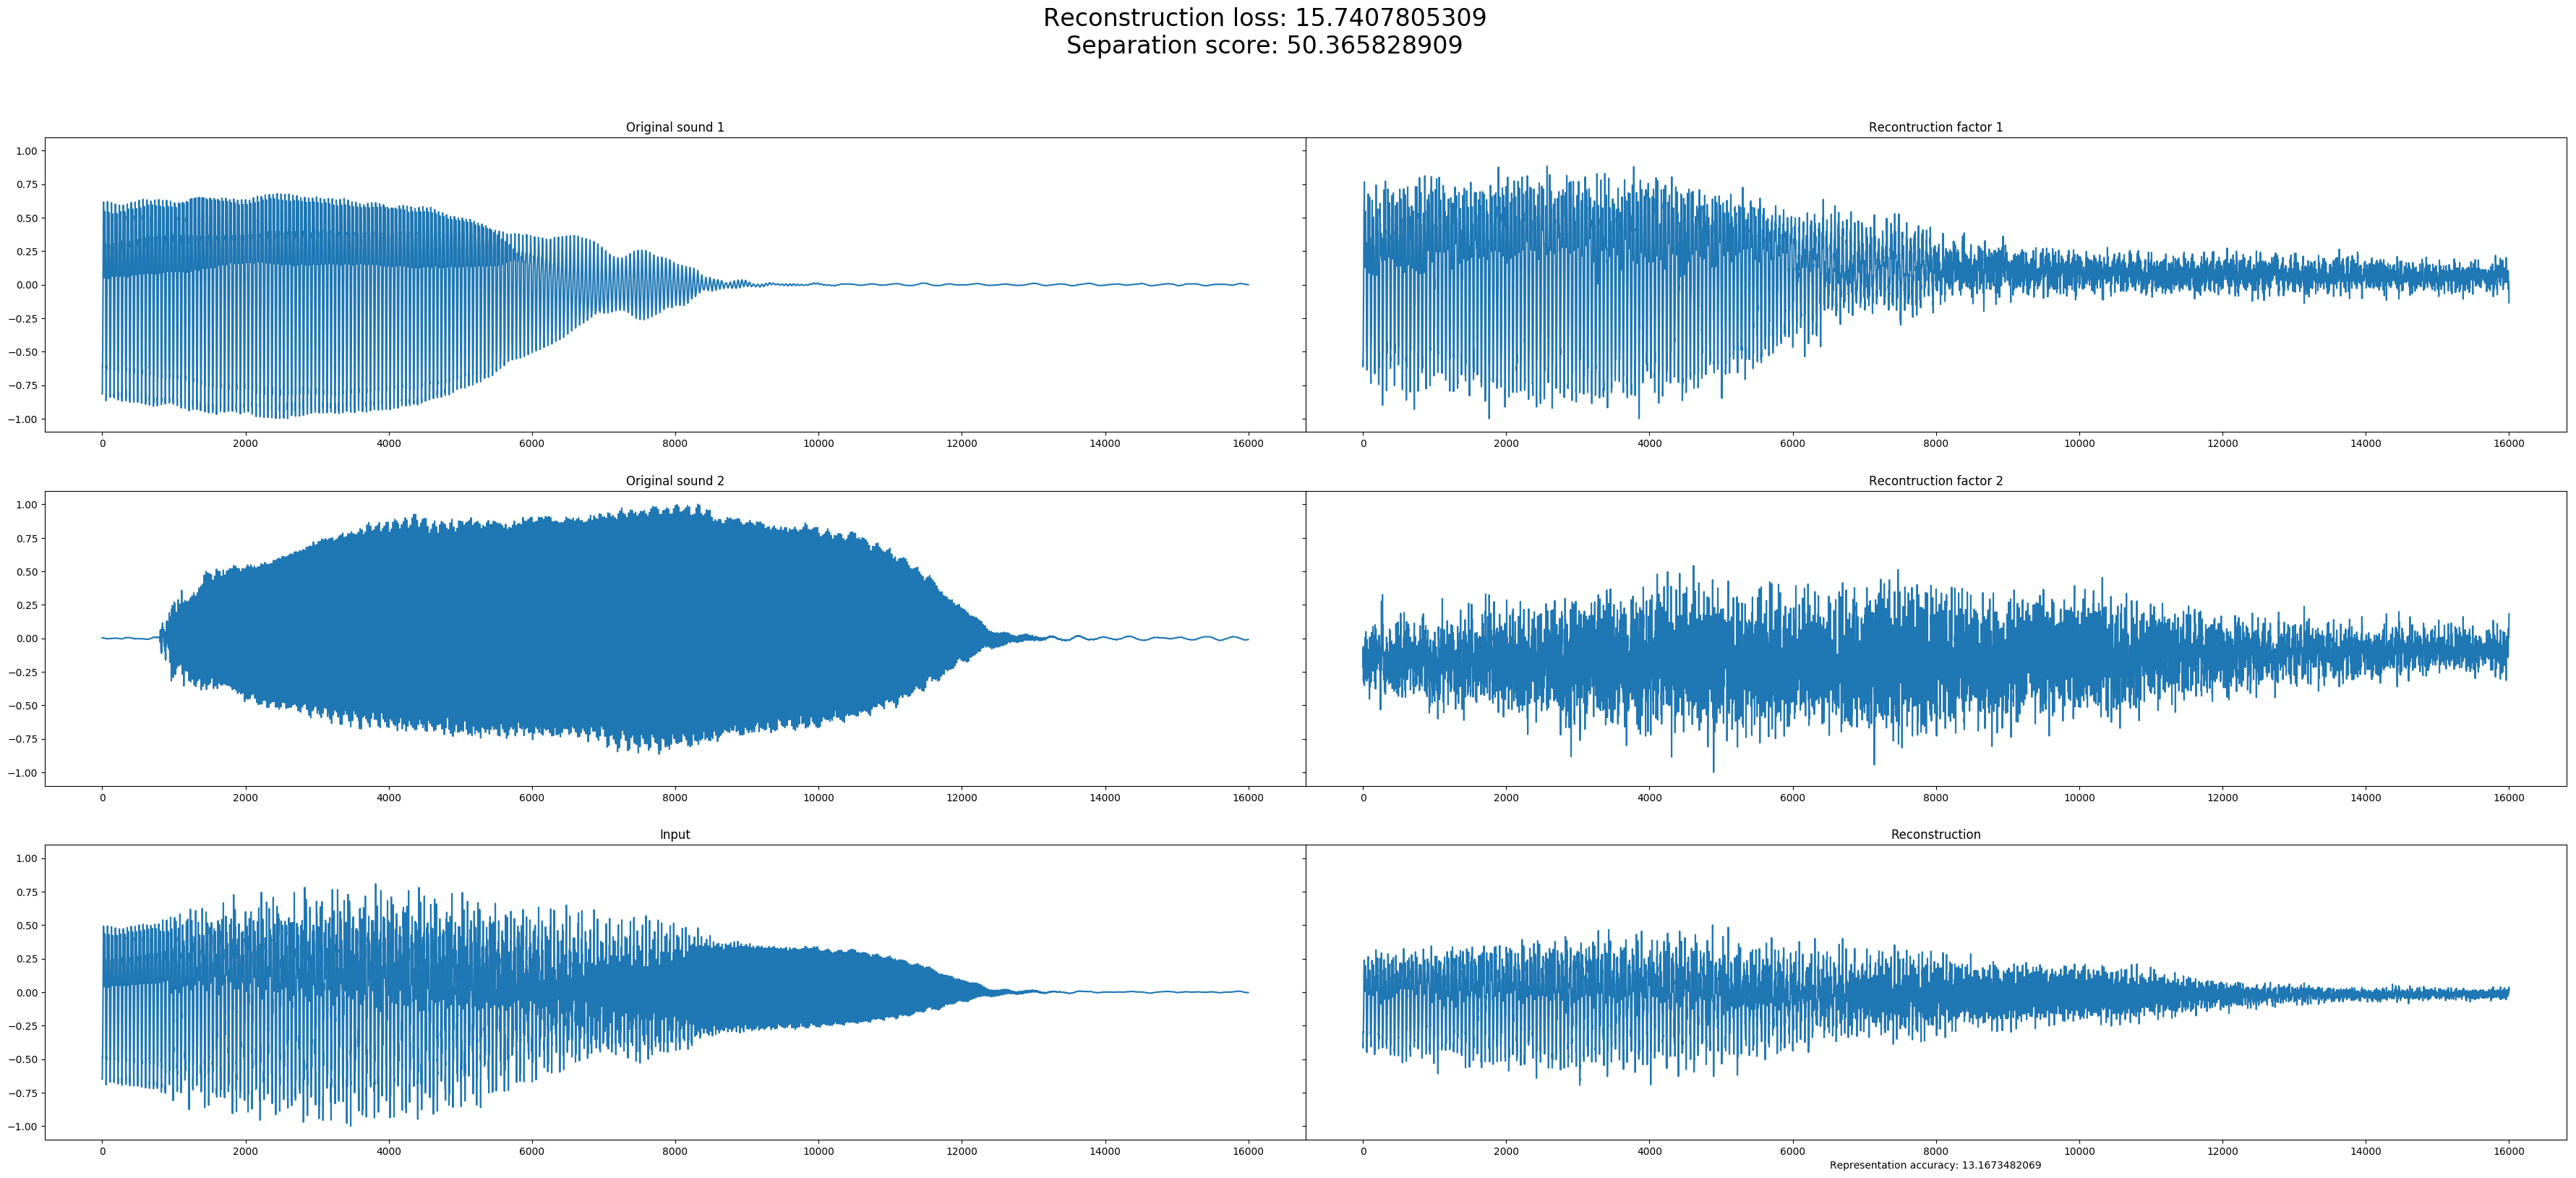 Reconstruction loss: 15.7407805309
Separation score: 50.365828909
Original sound 1
Recontruction factor 1
1.00
0.75
0.50
0.25
0.00
−0.25
−0.50
−0.75
−1.00
0 2000 4000 6000 8000 10000 12000 14000 16000
0 2000 4000 6000 8000 10000 12000 14000 16000
Original sound 2
Recontruction factor 2
1.00
0.75
0.50
0.25
0.00
−0.25
−0.50
−0.75
−1.00
0 2000 4000 6000 8000 10000 12000 14000 16000
0 2000 4000 6000 8000 10000 12000 14000 16000
Input
Reconstruction
1.00
0.75
0.50
0.25
0.00
−0.25
−0.50
−0.75
−1.00
0 2000 4000 6000 8000 10000 12000 14000 16000
0 2000 4000 6000 8000 10000 12000 14000 16000
Representation accuracy: 13.1673482069